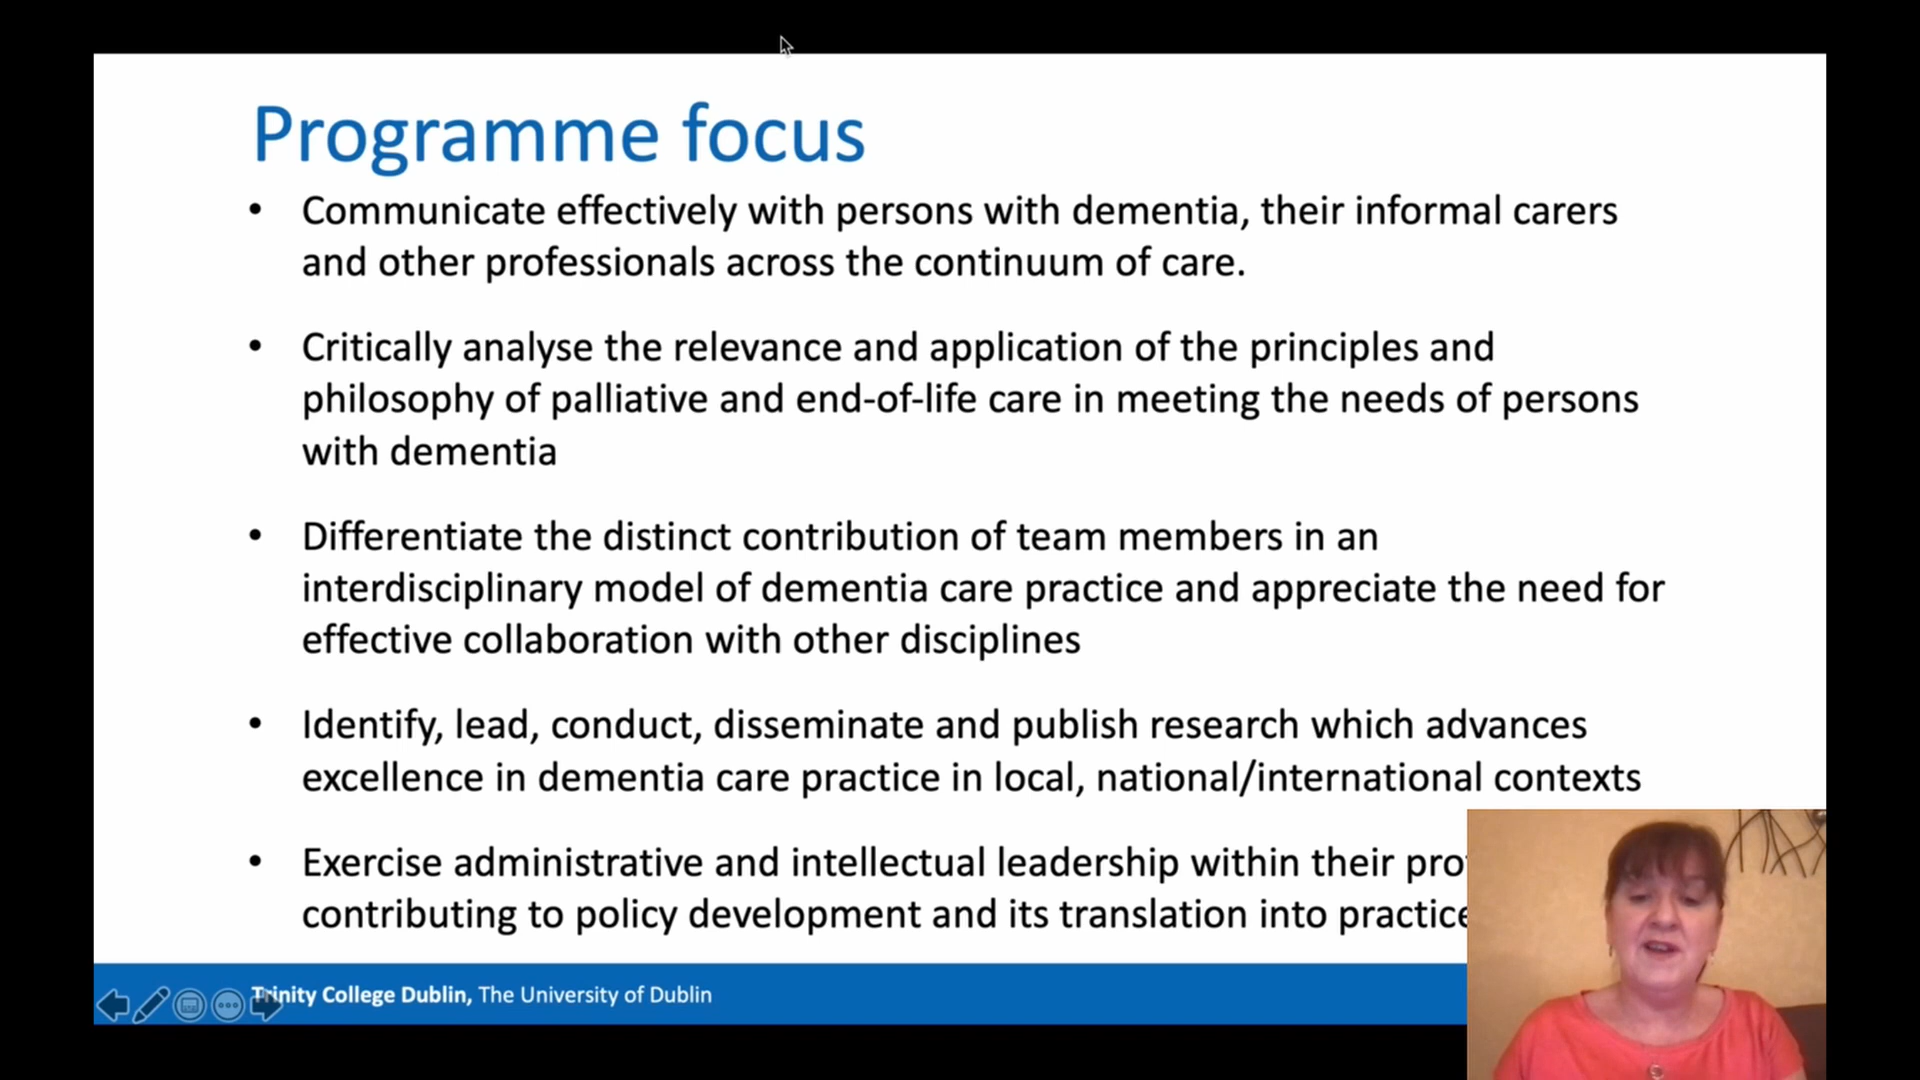 Programme focus
• Communicate effectively with persons with dementia, their informal carers
and other professionals across the continuum of care.
• Critically analyse the relevance and application of the principles and
philosophy of palliative and end-of-life care in meeting the needs of persons
with dementia
• Differentiate the distinct contribution of team members in an
interdisciplinary model of dementia care practice and appreciate the need for
effective collaboration with other disciplines
• Identify, lead, conduct, disseminate and publish research which advances
excellence in dementia care practice in local, national/international contexts
• Exercise administrative and intellectual leadership within their
contributing to policy development and its translation into practice
Trinity College Dublin, The University of Dublin